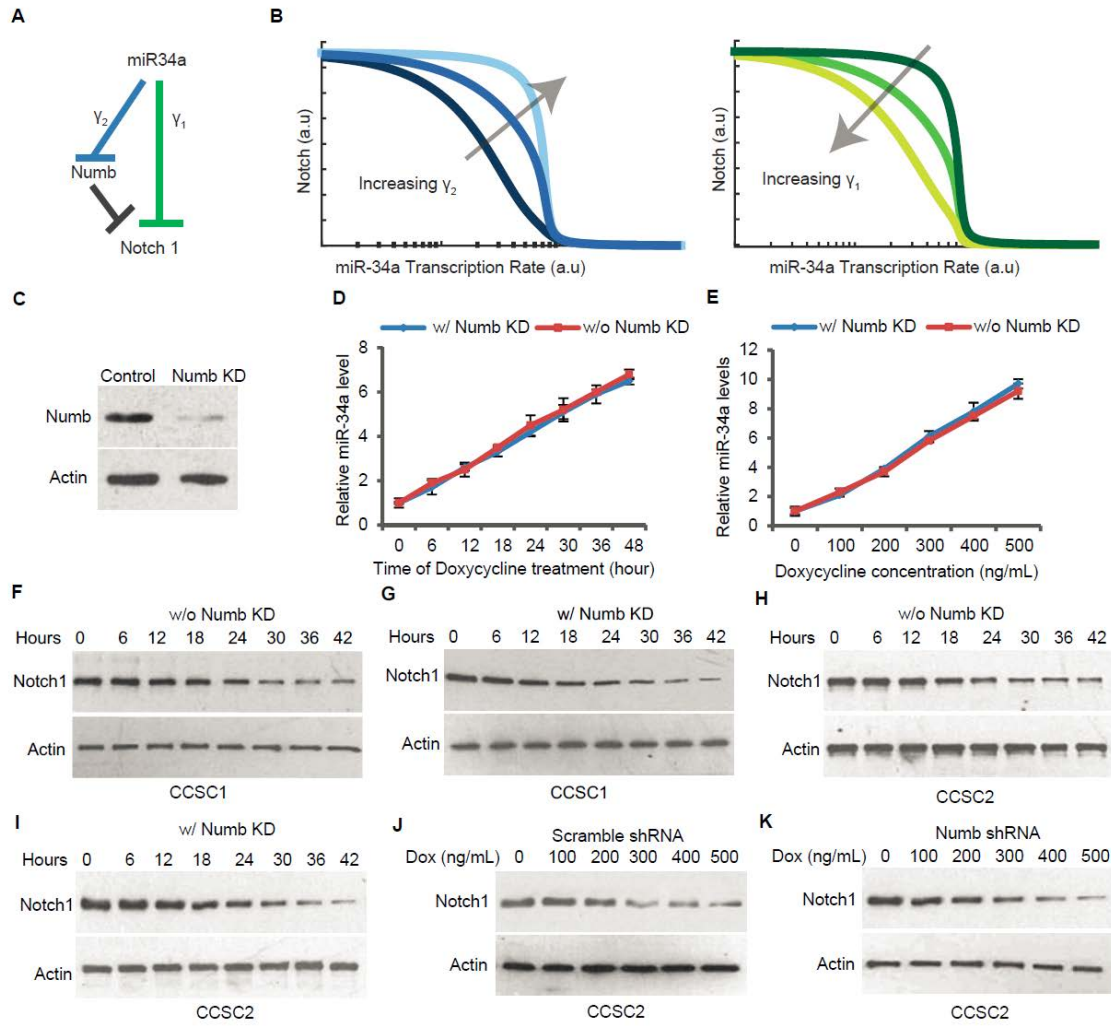 A
miR34a
γ2
γ1
Numb
Notch 1
B
Notch (a.u)
Increasing γ2
miR-34a Transcription Rate (a.u)
Notch (a.u)
Increasing γ1
miR-34a Transcription Rate (a.u)
C
Control Numb KD
Numb
Actin
D
w/ Numb KD w/o Numb KD
Relative miR-34a level
8
6
4
2
0
0 6 12 18 24 30 36 48
Time of Doxycycline treatment (hour)
E
w/ Numb KD w/o Numb KD
Relative miR-34a levels
12
10
8
6
4
2
0
0 100 200 300 400 500
Doxycycline concentration (ng/mL)
F
w/o Numb KD
Hours 0 6 12 18 24 30 36 42
Notch1
Actin
CCSC1
G
w/ Numb KD
Hours 0 6 12 18 24 30 36 42
Notch1
Actin
CCSC1
H
w/o Numb KD
Hours 0 6 12 18 24 30 36 42
Notch1
Actin
CCSC2
I
w/ Numb KD
Hours 0 6 12 18 24 30 36 42
Notch1
Actin
CCSC2
J
Scramble shRNA
Dox (ng/mL) 0 100 200 300 400 500
Notch1
Actin
CCSC2
K
Numb shRNA
Dox (ng/mL) 0 100 200 300 400 500
Notch1
Actin
CCSC2